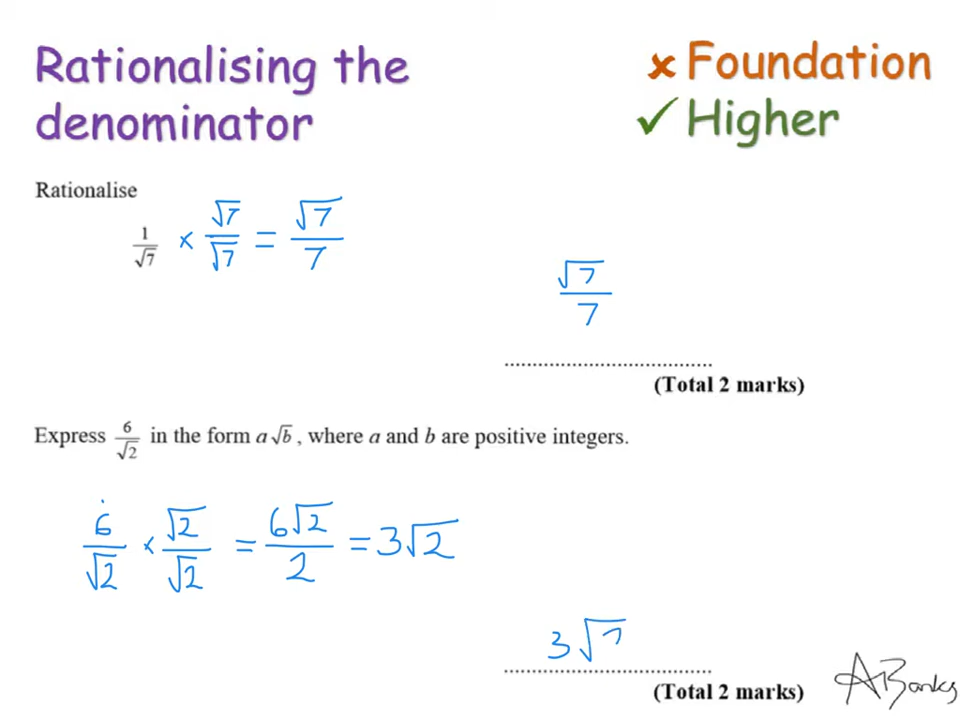 Rationalising the denominator
✗ Foundation
✓ Higher
Rationalise
1/√7 × √7/√7 = √7/7
√7/7
(Total 2 marks)
Express 6/√2 in the form a√b, where a and b are positive integers.
6/√2 × √2/√2 = 6√2/2 = 3√2
3√
(Total 2 marks)
A Banks